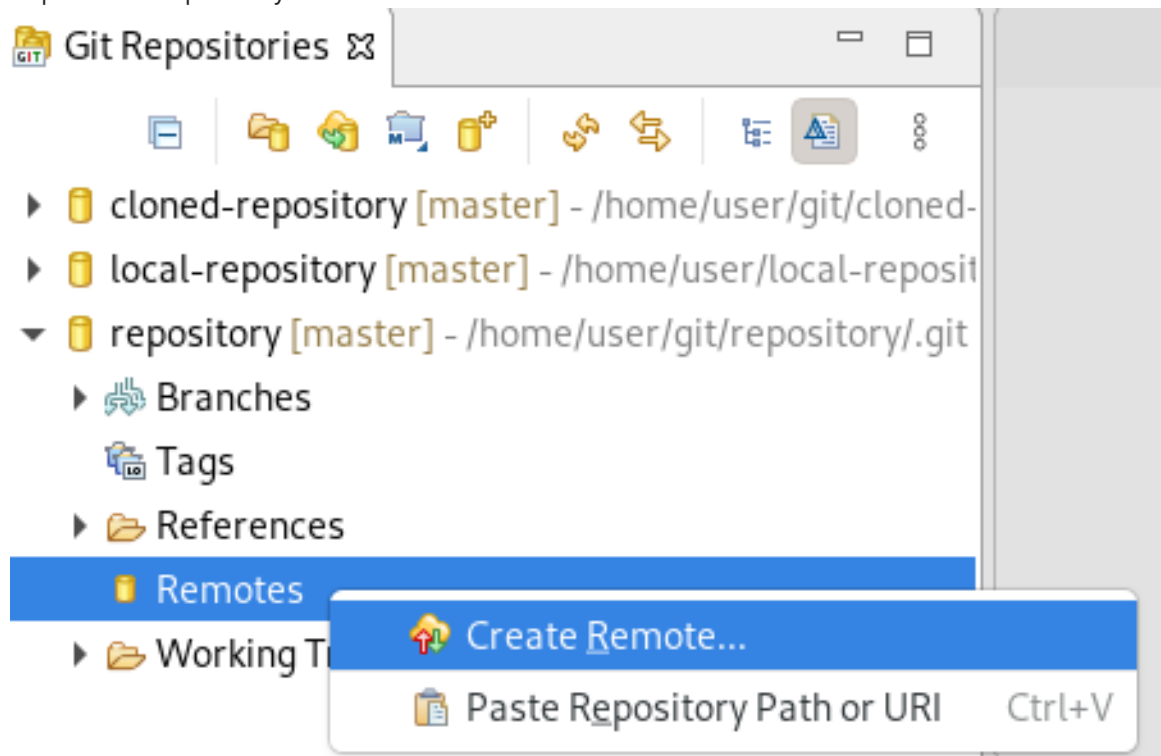 Git Repositories
cloned-repository [master] - /home/user/git/cloned-
local-repository [master] - /home/user/local-reposit
repository [master] - /home/user/git/repository/.git
Branches
Tags
References
Remotes
Create Remote...
Working
Paste Repository Path or URI Ctrl+V